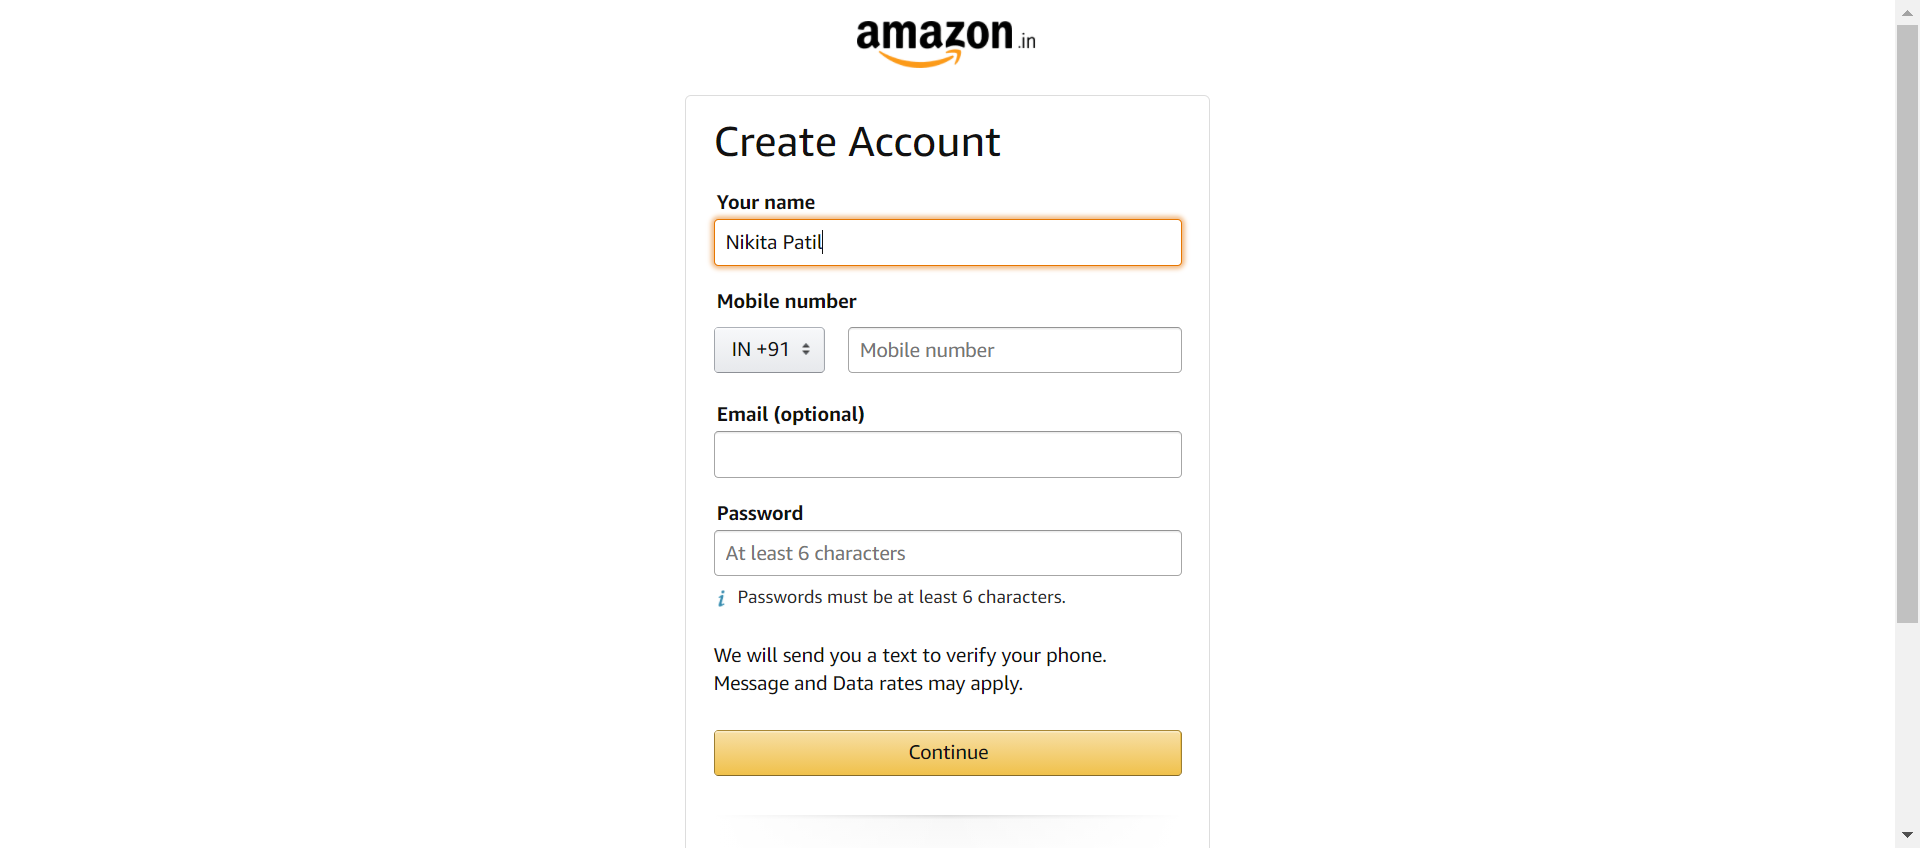 amazon.in
Create Account
Your name
Nikita Patil
Mobile number
IN +91 Mobile number
Email (optional)
Password
At least 6 characters
i Passwords must be at least 6 characters.
We will send you a text to verify your phone.
Message and Data rates may apply.
Continue